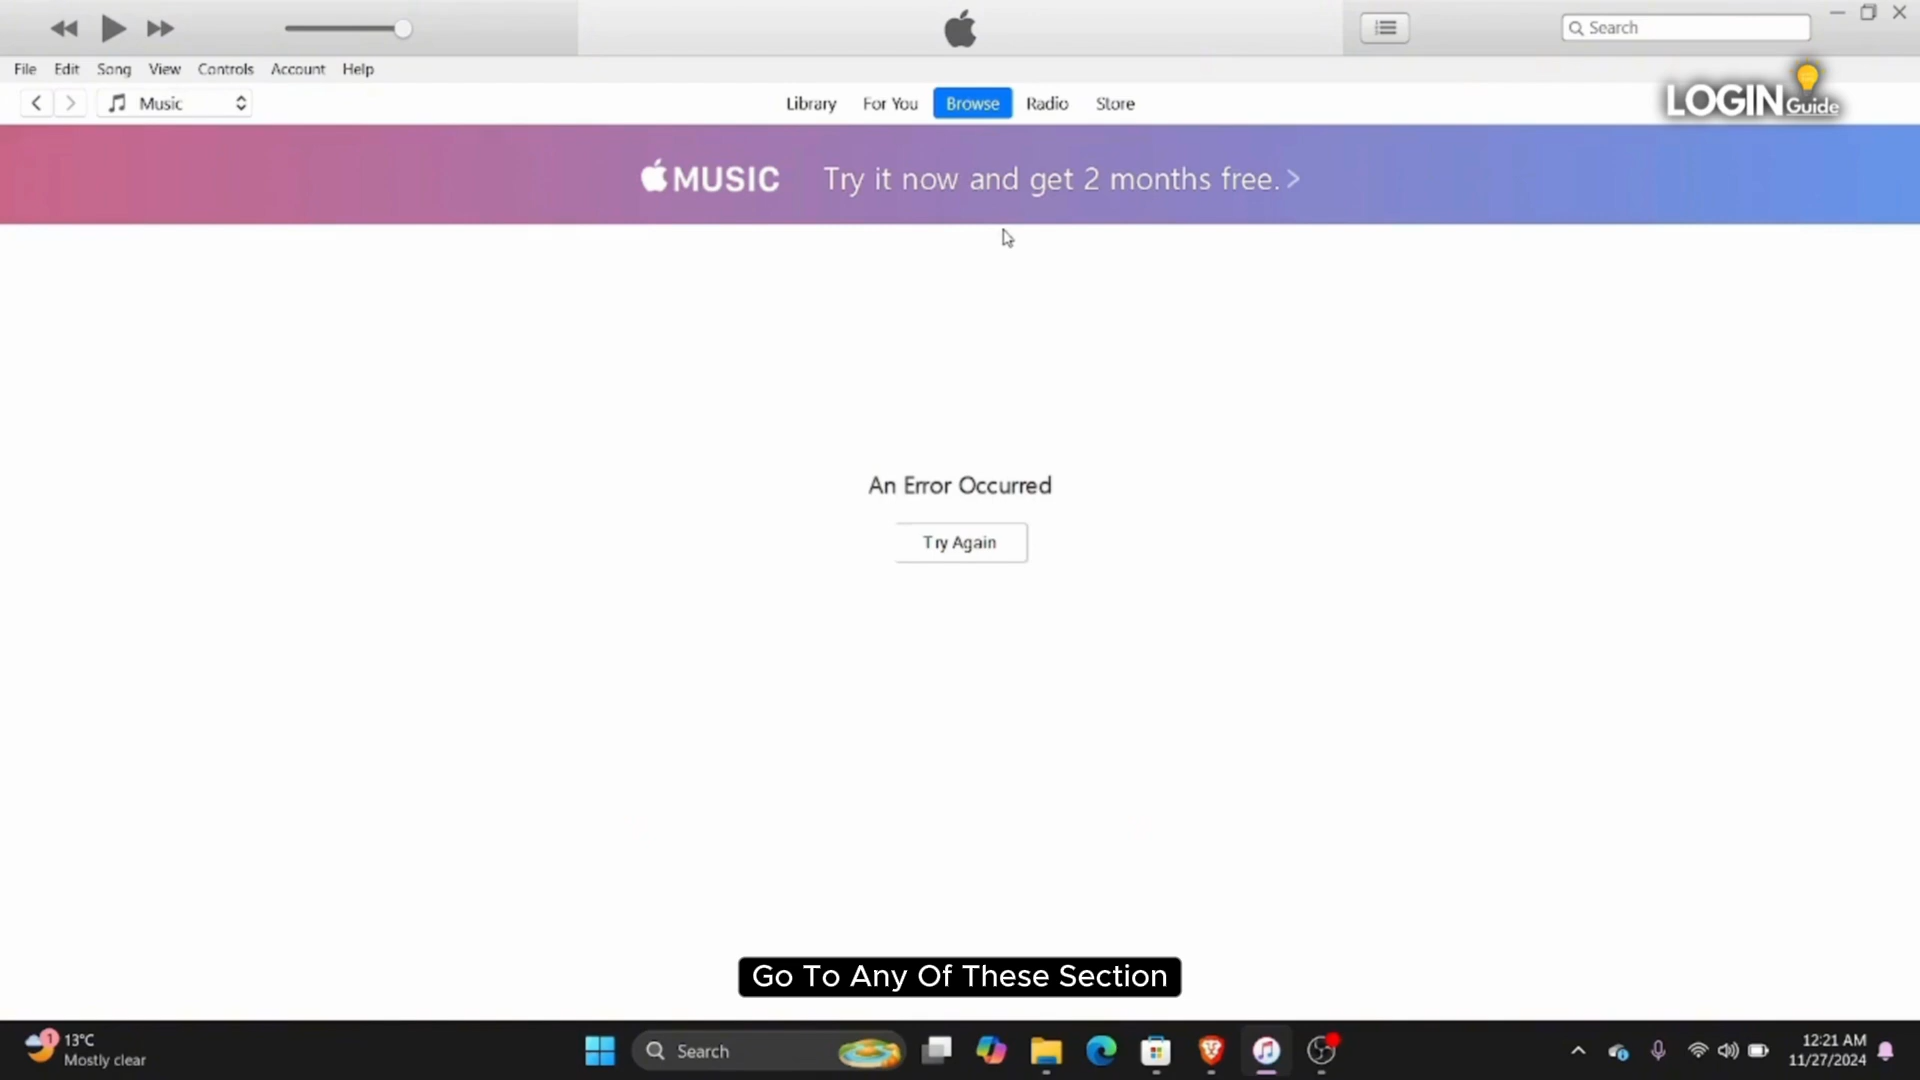 Search
File Edit Song View Controls Account Help
Music Library For You Browse Radio Store
LOGIN Guide
MUSIC Try it now and get 2 months free. >
An Error Occurred
Try Again
Go To Any Of These Section
1 13°C
Mostly clear
Search
12:21 AM
11/27/2024